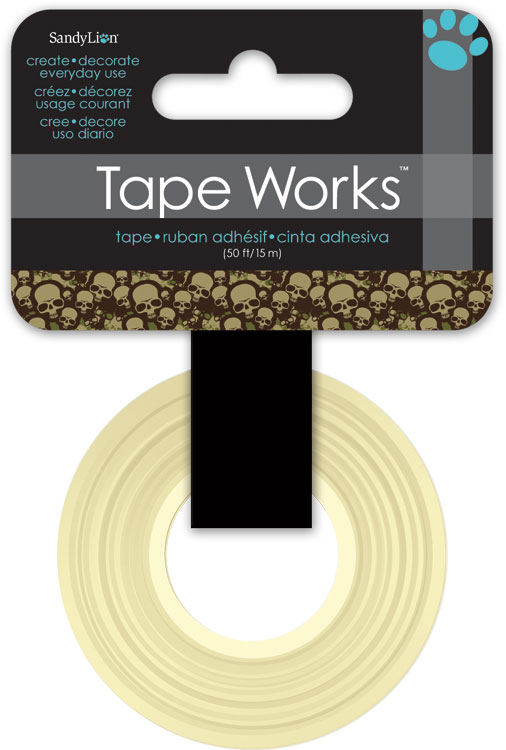 SandyLion®
create•decorate
everyday use
créez•décorez
usage courant
cree•decore
uso diario
Tape Works™
tape•ruban adhésif•cinta adhesiva
(50 ft/15 m)